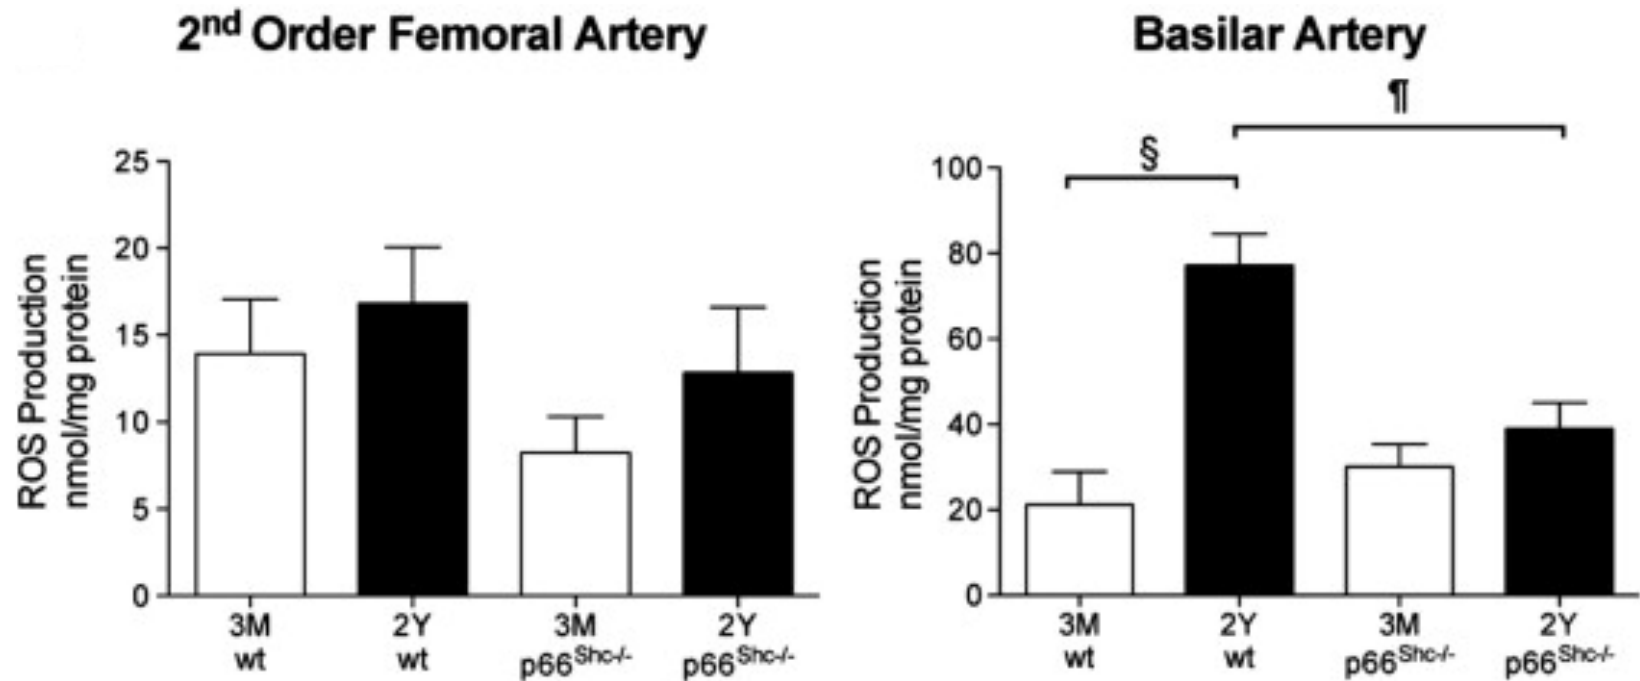 2nd Order Femoral Artery
25
20
15
10
5
0
ROS Production
nmol/mg protein
3M
wt
2Y
wt
3M
p66Shc-/-
2Y
p66Shc-/-
Basilar Artery
¶
§
100
80
60
40
20
0
ROS Production
nmol/mg protein
3M
wt
2Y
wt
3M
p66Shc-/-
2Y
p66Shc-/-